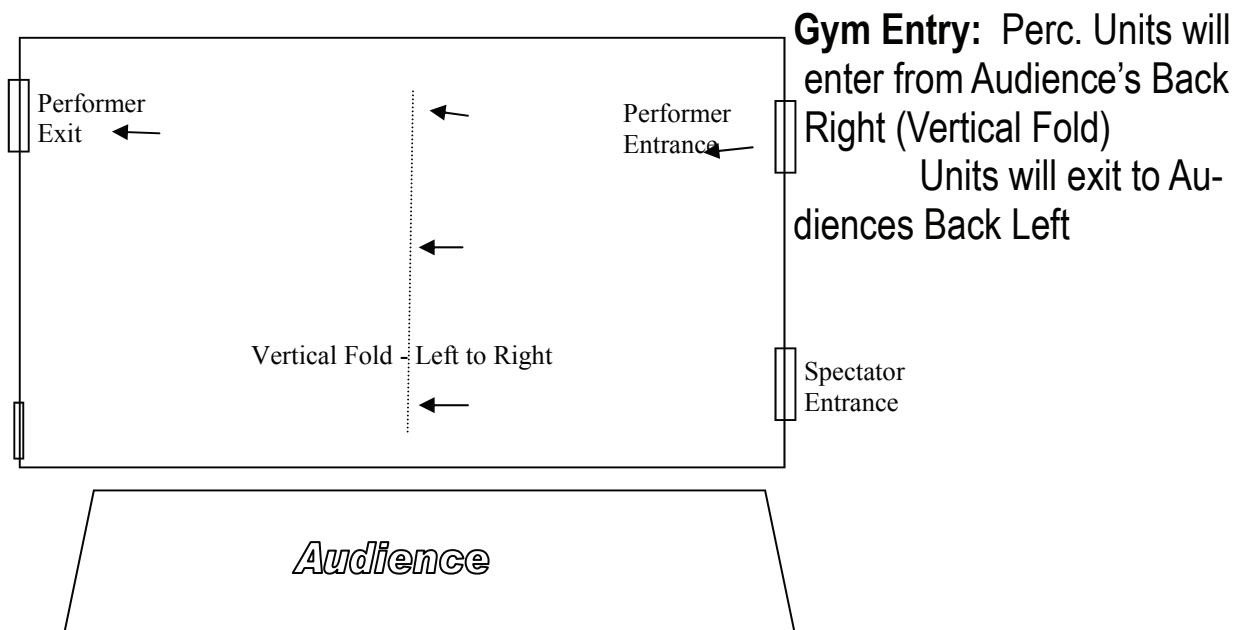 Gym Entry: Perc. Units will
enter from Audience's Back
Right (Vertical Fold)
Units will exit to Au-
diences Back Left
Performer
Exit
Performer
Entrance
Vertical Fold - Left to Right
Spectator
Entrance
Audience